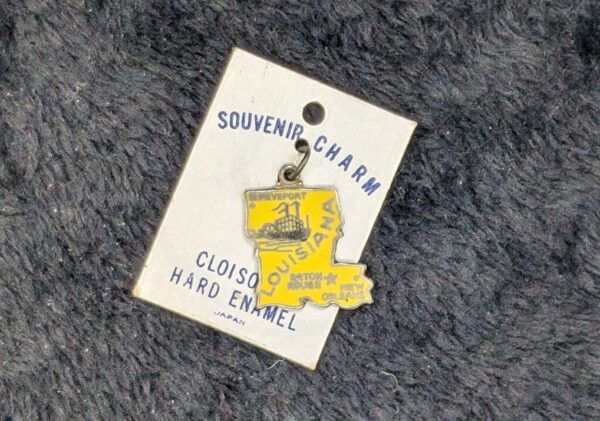 SOUVENIR CHARM
SHREVEPORT
LOUISIANA
BATON
ROUGE
NEW
ORLEANS
CLOISO
HARD ENAMEL
JAPAN